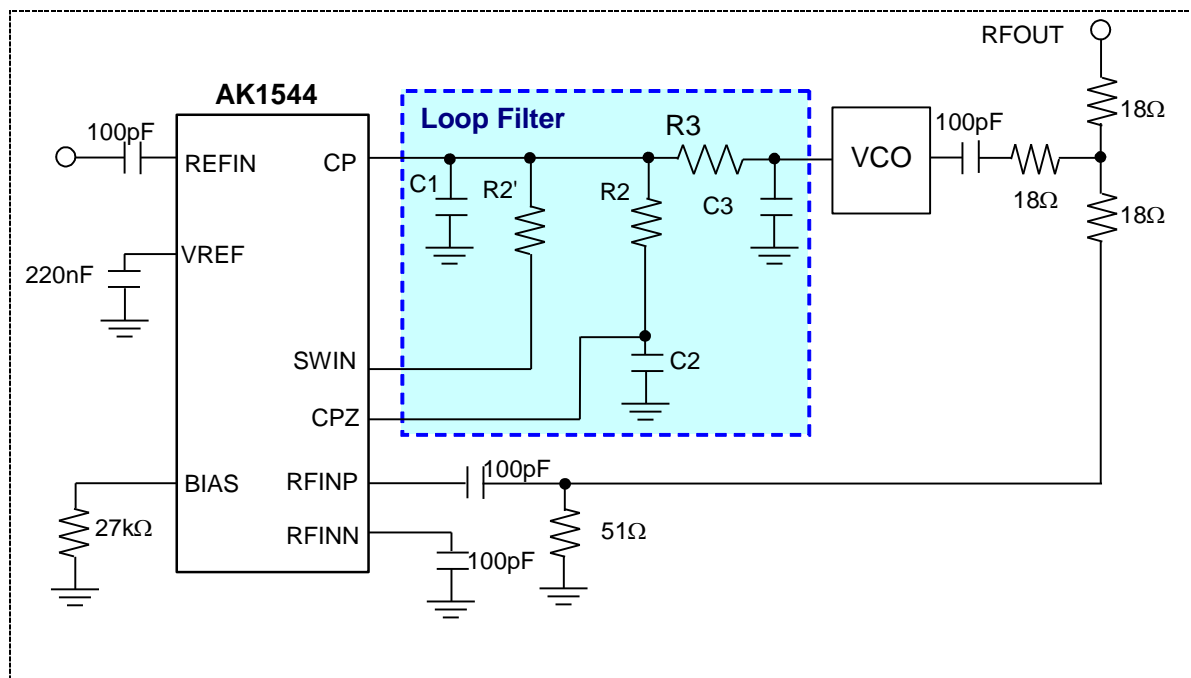 RFOUT
AK1544
18Ω
100pF
REFIN
CP
Loop Filter
R3
VCO
100pF
C1
R2'
R2
C3
18Ω
18Ω
VREF
220nF
SWIN
C2
CPZ
BIAS
RFINP
100pF
27kΩ
RFINN
100pF
51Ω